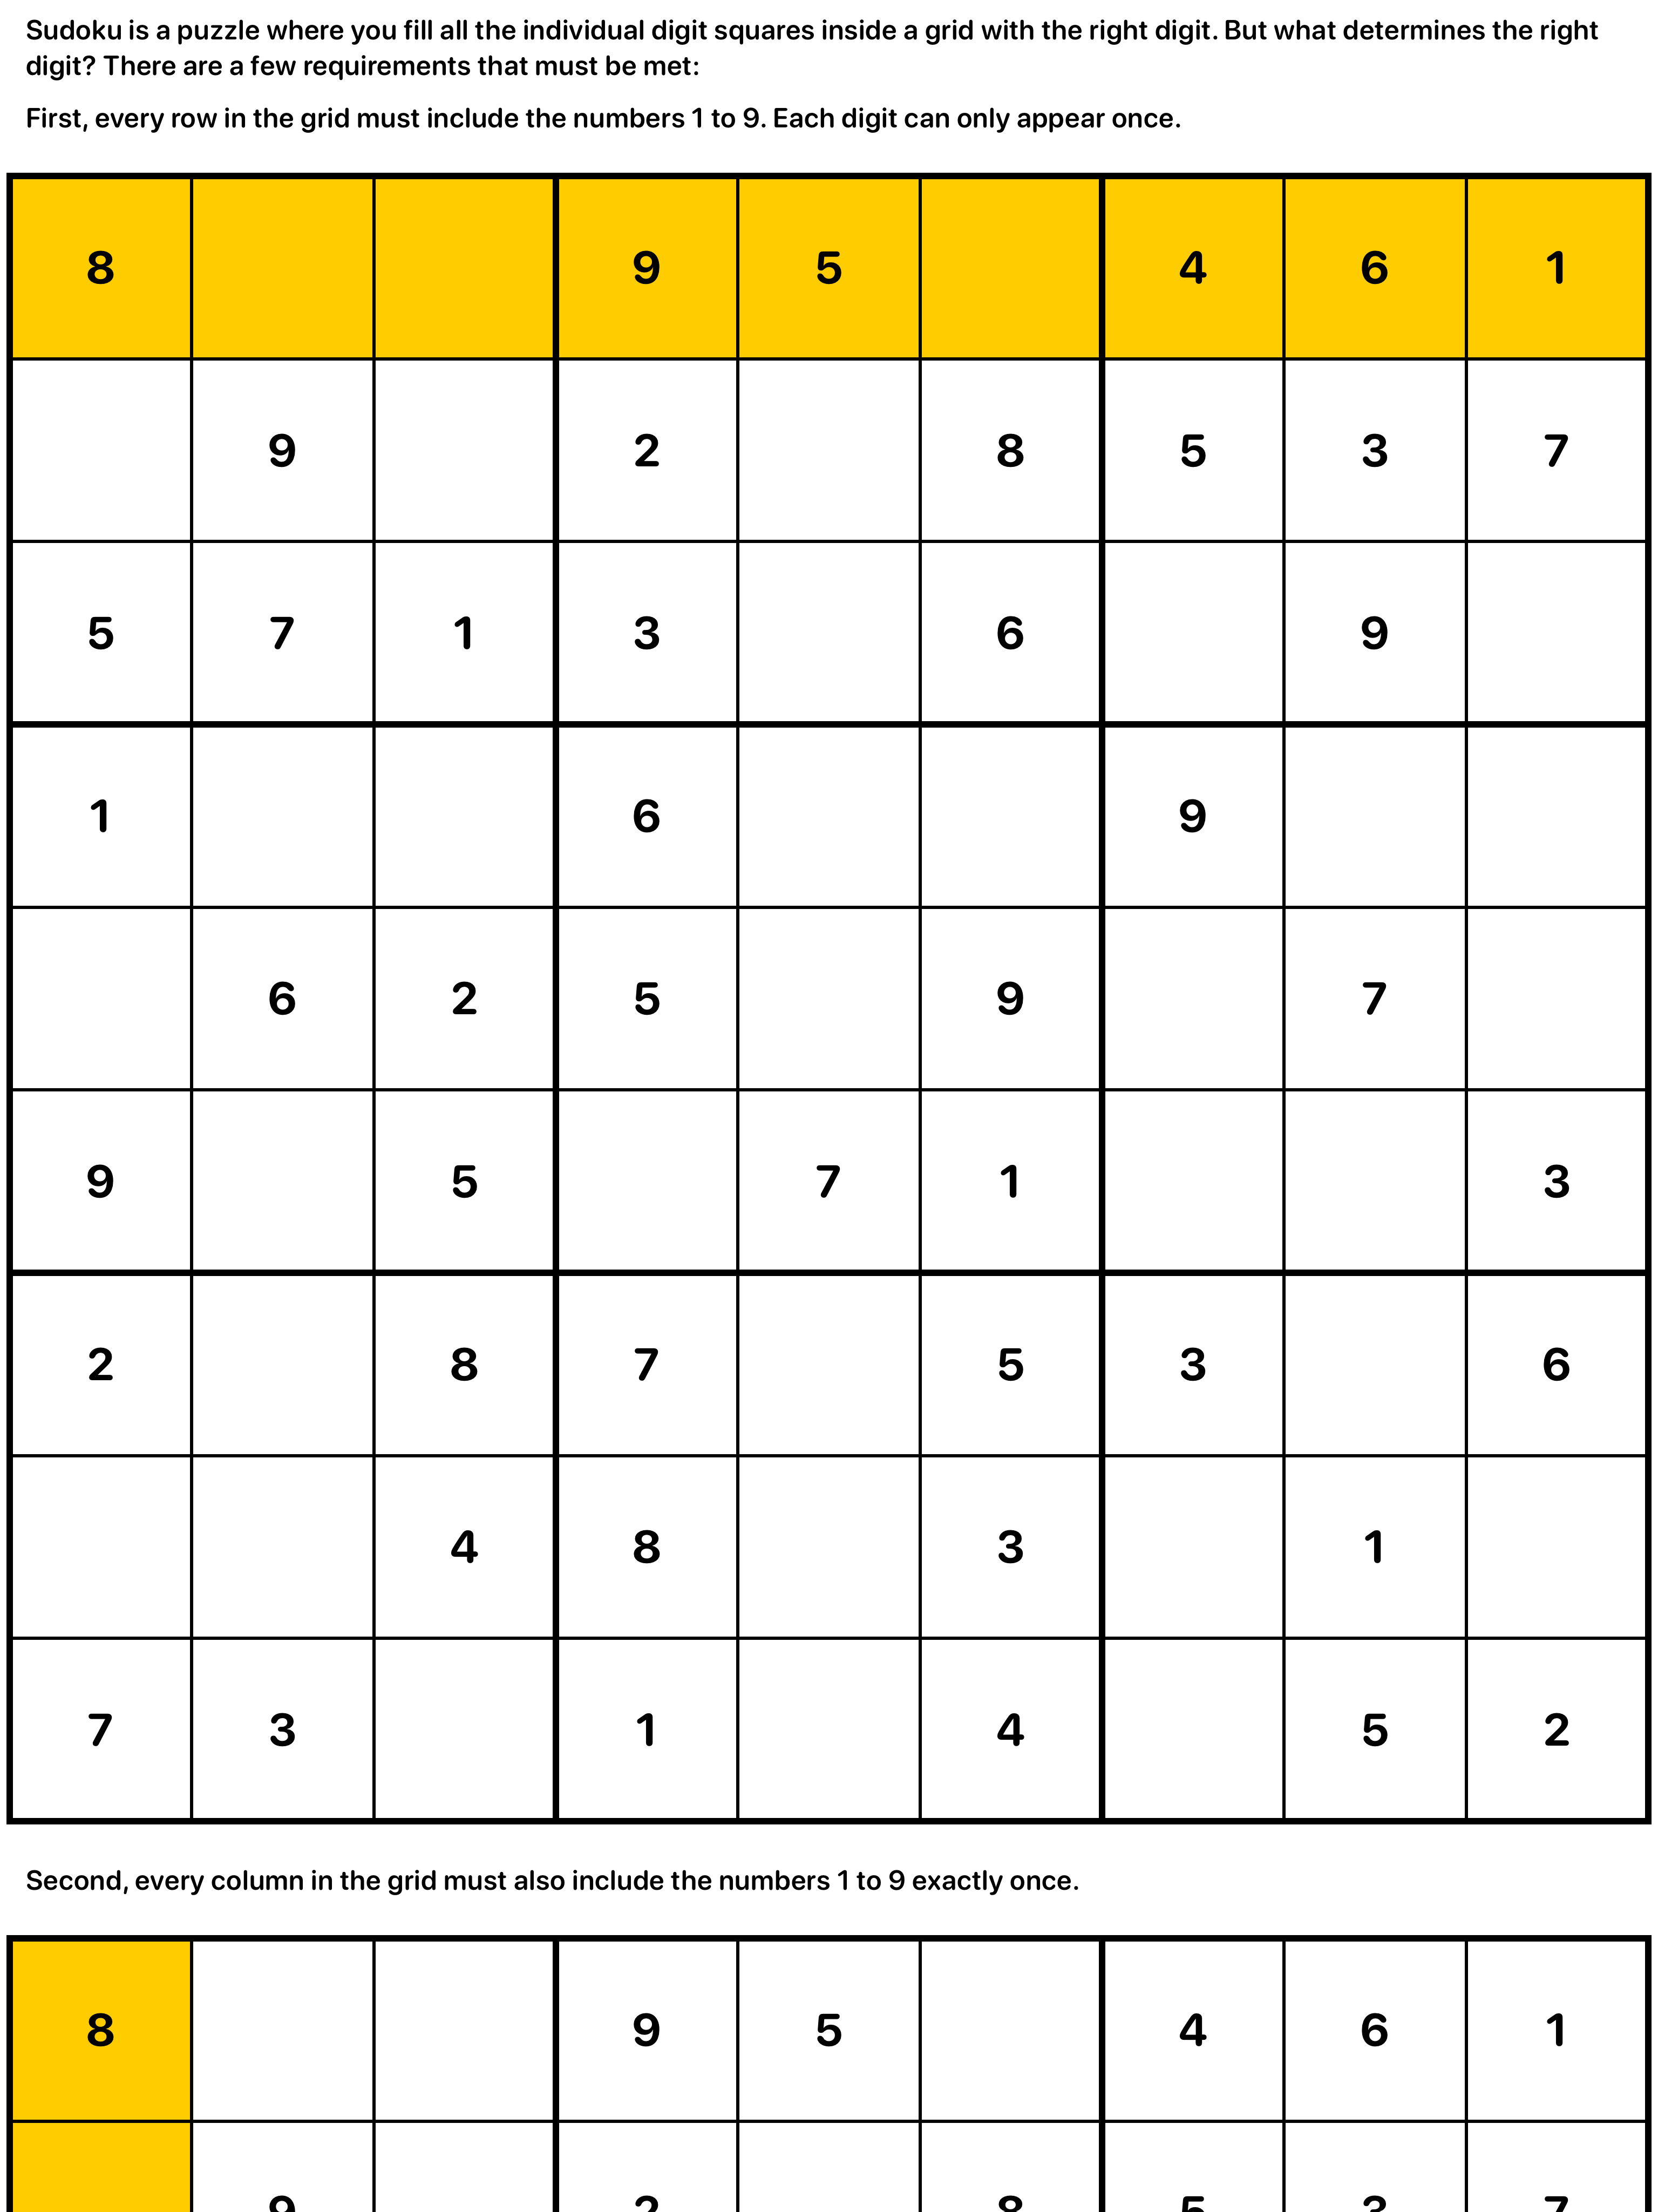 Sudoku is a puzzle where you fill all the individual digit squares inside a grid with the right digit. But what determines the right
digit? There are a few requirements that must be met:
First, every row in the grid must include the numbers 1 to 9. Each digit can only appear once.
8 9 5 4 6 1
9 2 8 5 3 7
5 7 1 3 6 9
1 6 9
6 2 5 9 7
9 5 7 1 3
2 8 7 5 3 6
4 8 3 1
7 3 1 4 5 2
Second, every column in the grid must also include the numbers 1 to 9 exactly once.
8 9 5 4 6 1
9 2 8 5 3 7